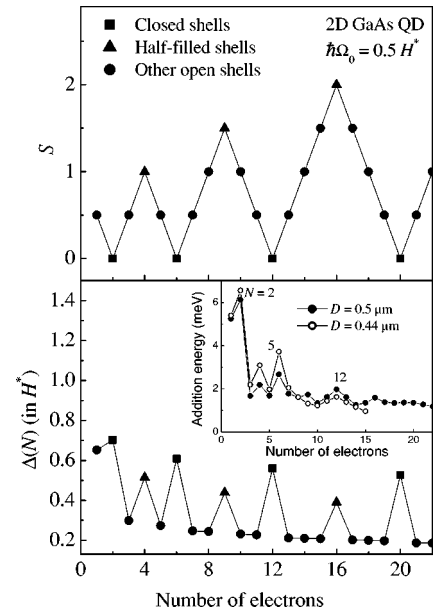 ■ Closed shells
▲ Half-filled shells
● Other open shells
2D GaAs QD
ℏΩ₀ = 0.5 H*
2
1
0
S
1.4
1.2
1.0
0.8
0.6
0.4
0.2
Δ(N) (in H*)
N = 2
5
12
D = 0.5 μm
D = 0.44 μm
6
4
2
0
Addition energy (meV)
0 5 10 15 20
Number of electrons
0 4 8 12 16 20
Number of electrons